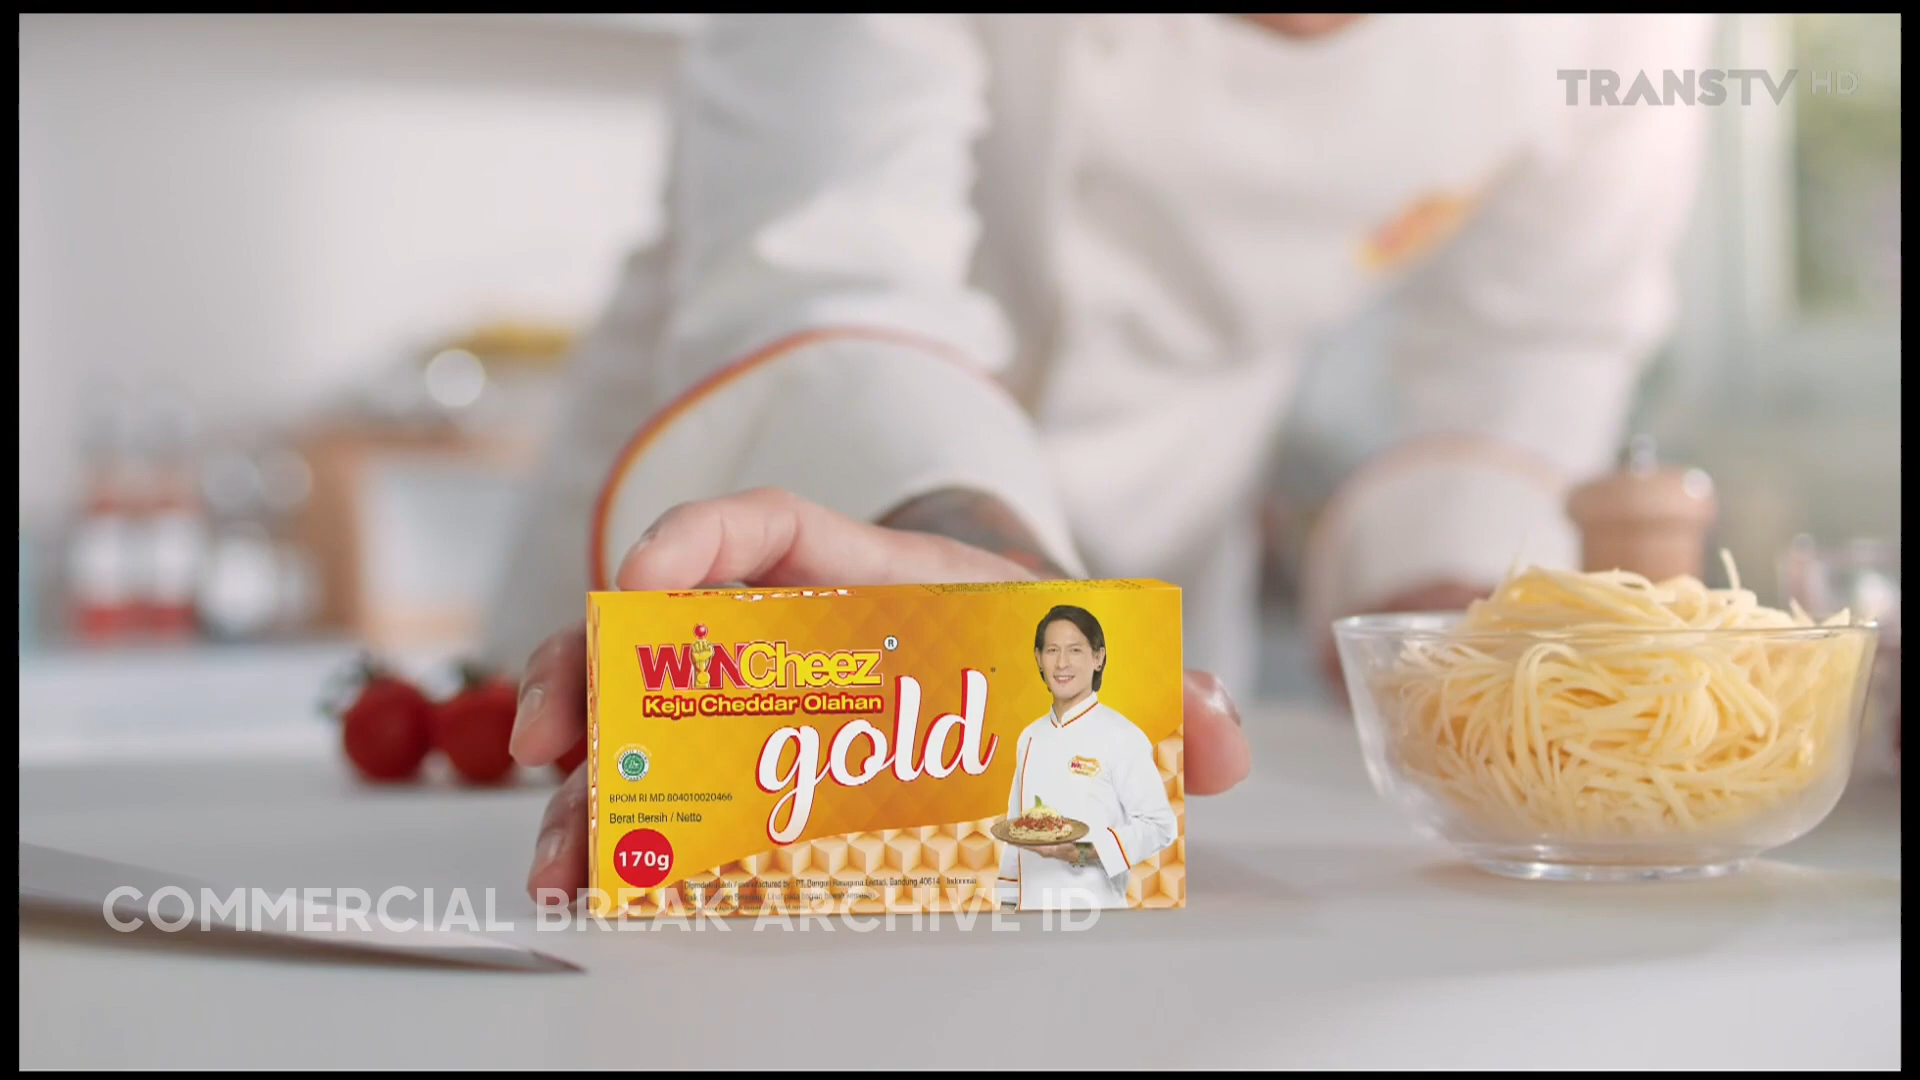 TRANSTV HD
WINCheez ®
Keju Cheddar Olahan
gold
BPOM RI MD 804010020466
Berat Bersih / Netto
170g
COMMERCIAL BREAK ARCHIVE ID